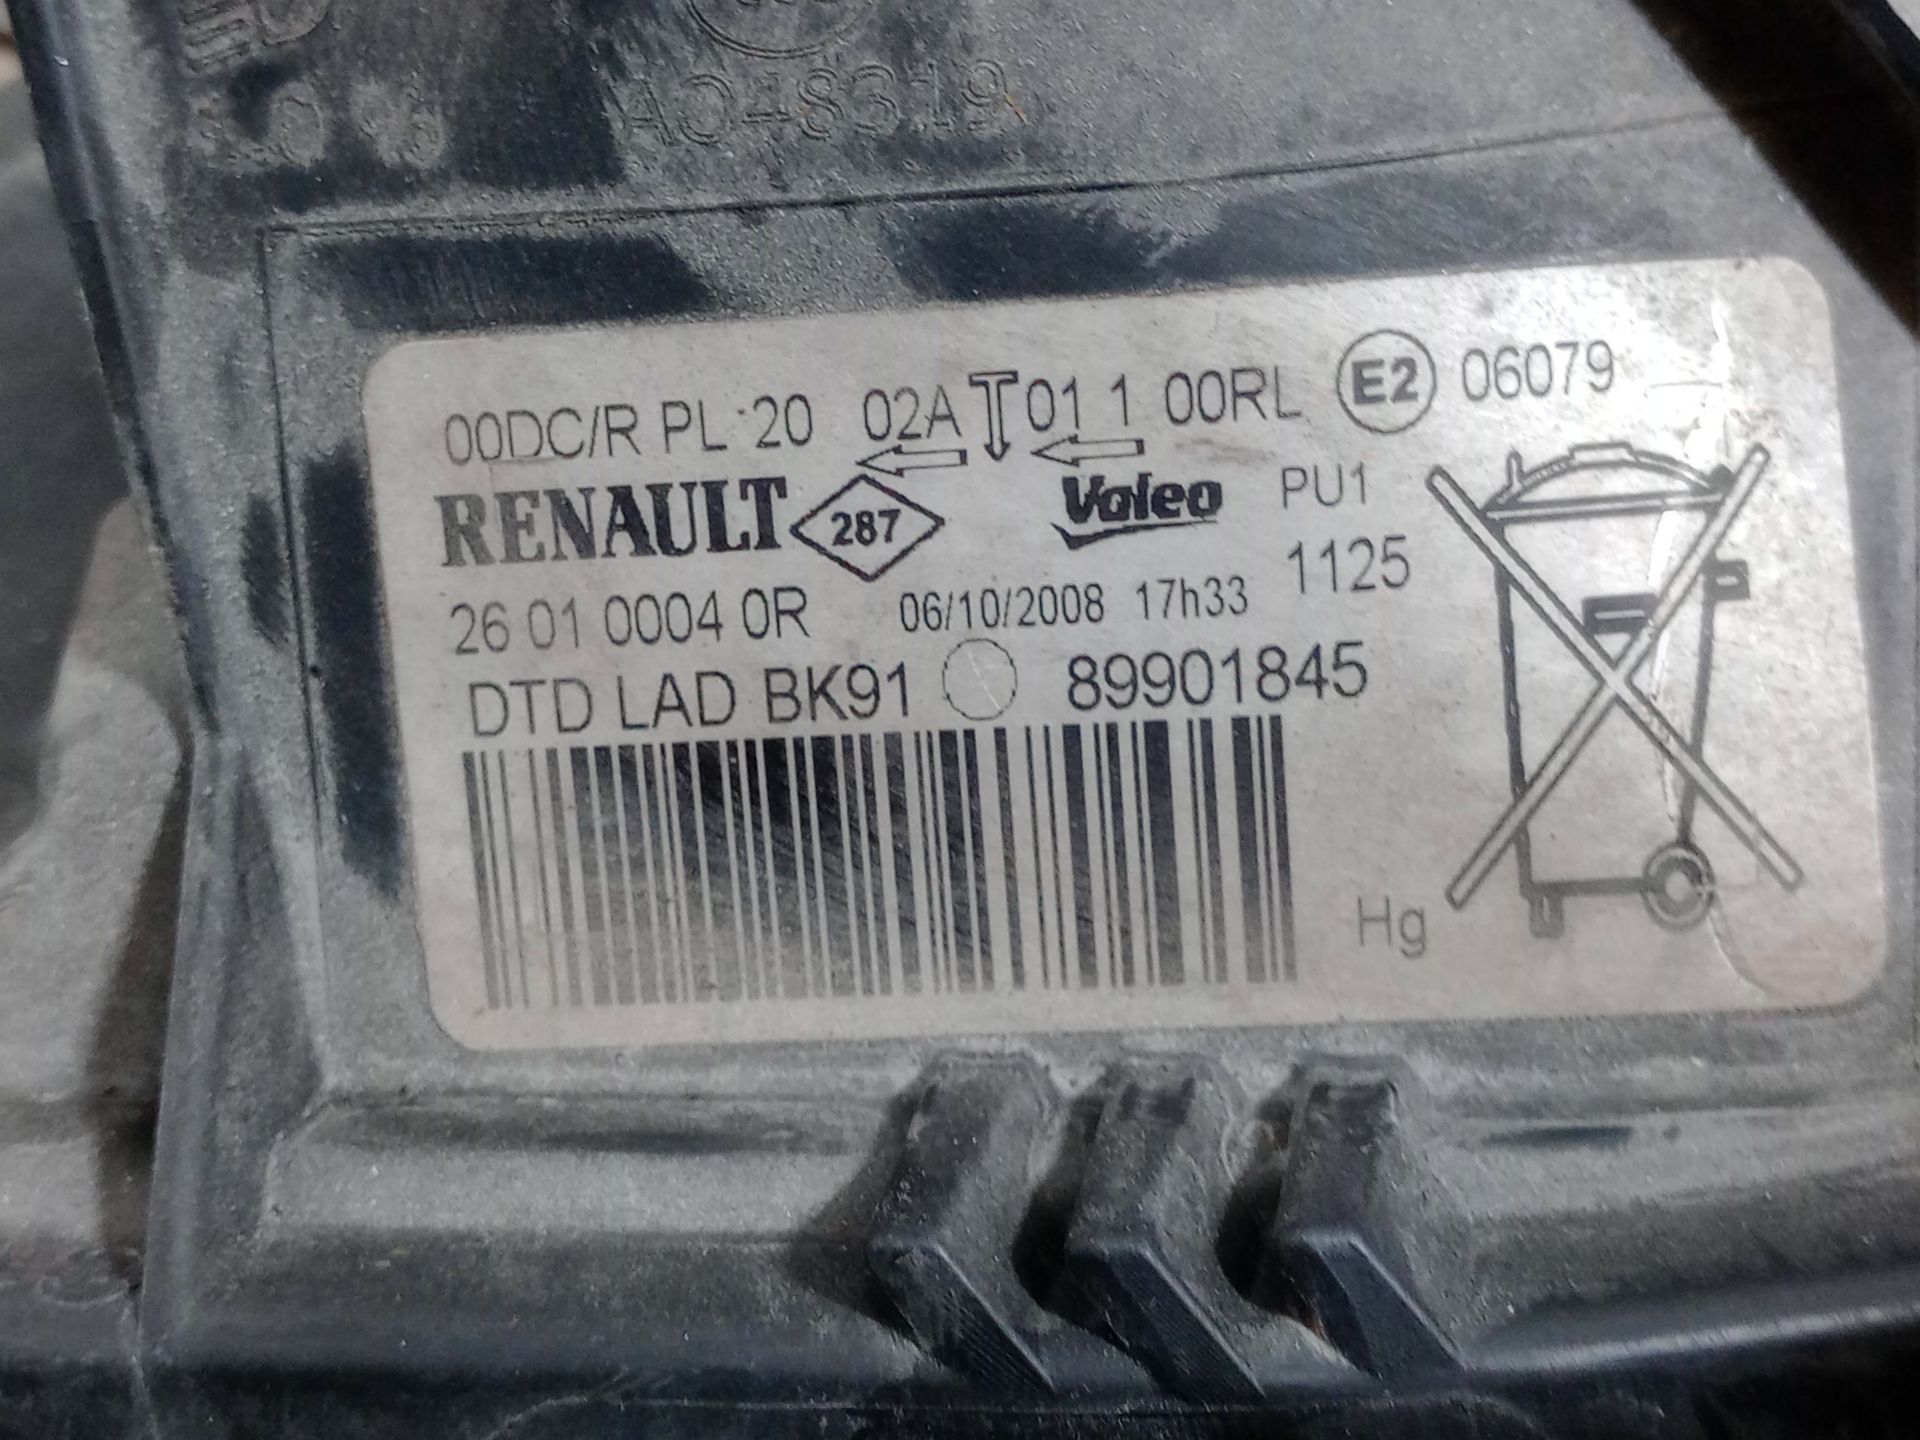 A048319
00DC/R PL 20 02A 01 1 00RL E2 06079
RENAULT 287 Valeo PU1
26 01 0004 0R 06/10/2008 17h33 1125
DTD LAD BK91 89901845
Hg